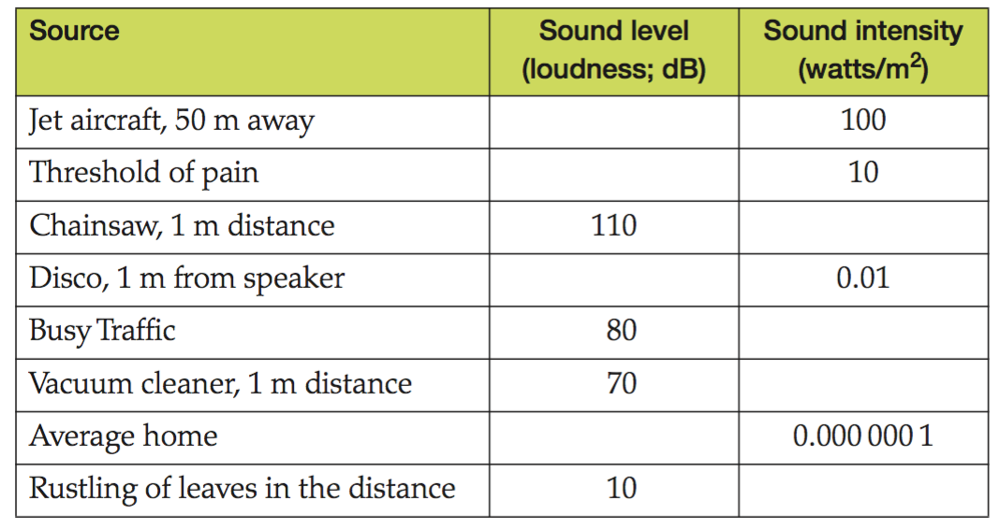 Source Sound level Sound intensity
(loudness; dB) (watts/m²)
Jet aircraft, 50 m away 100
Threshold of pain 10
Chainsaw, 1 m distance 110
Disco, 1 m from speaker 0.01
Busy Traffic 80
Vacuum cleaner, 1 m distance 70
Average home 0.000 000 1
Rustling of leaves in the distance 10